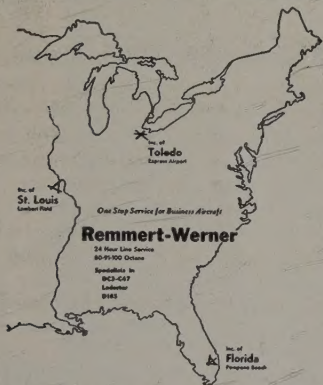 Inc. of
Toledo
Express Airport
Inc. of
St. Louis
Lambert Field
One Stop Service for Business Aircraft
Remmert-Werner
24 Hour Line Service
80-91-100 Octane
Specialists in
DC3-C47
Lodestar
D18S
Inc. of
Florida
Pompano Beach